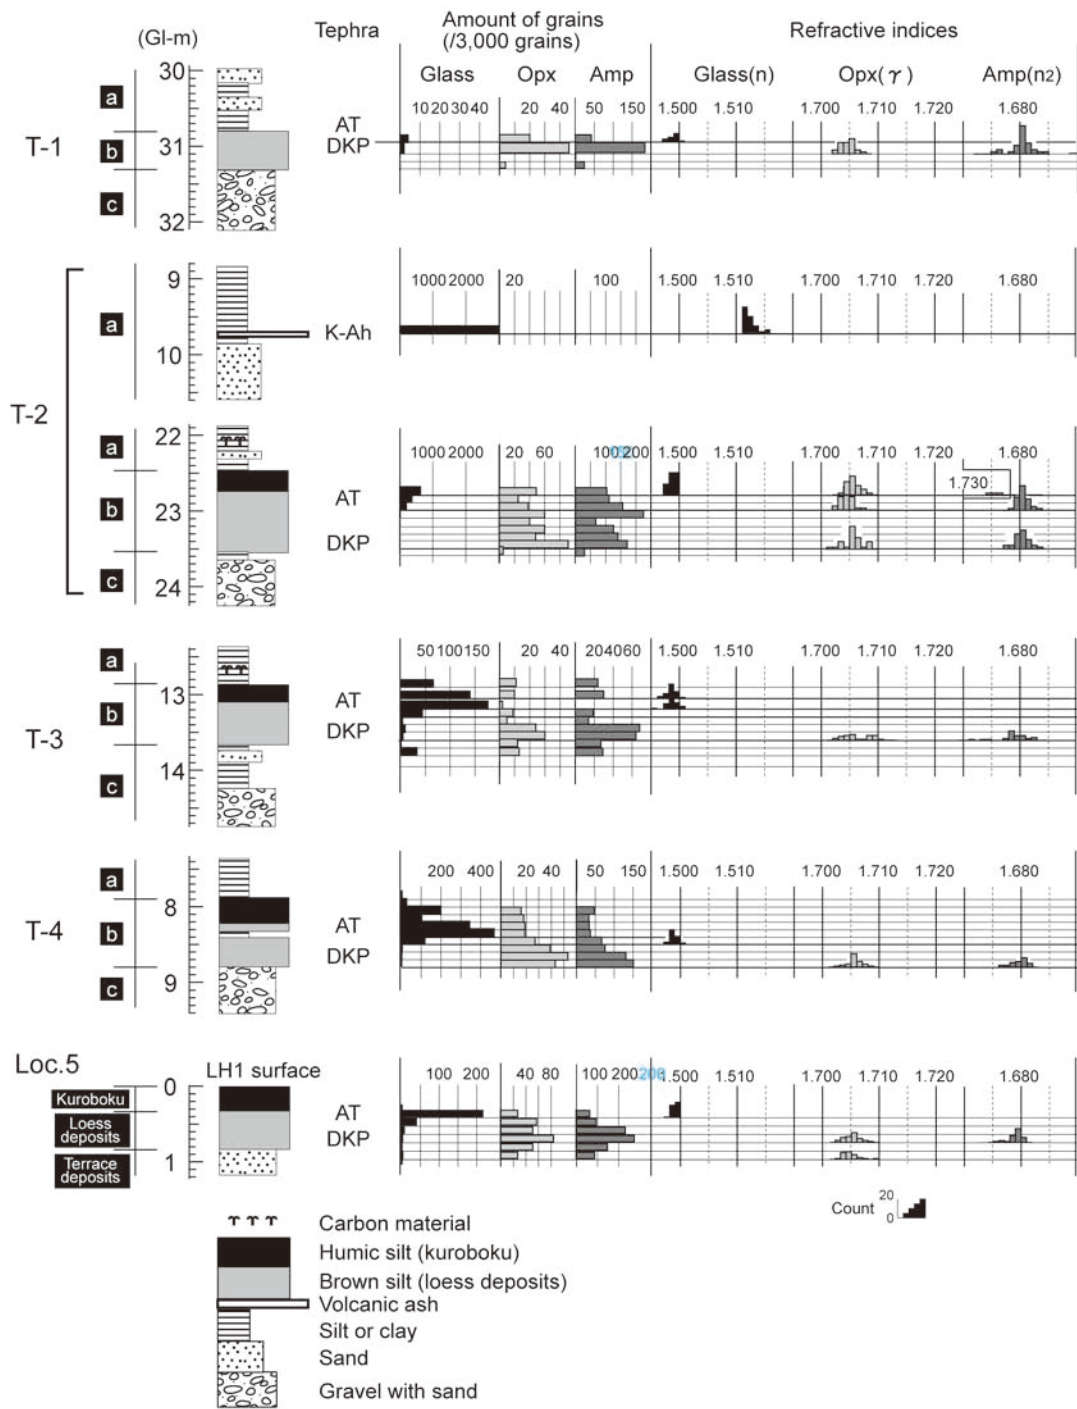 (Gl-m)
Tephra
Amount of grains
(/3,000 grains)
Refractive indices
Glass Opx Amp Glass(n) Opx(γ) Amp(n2)
10 20 30 40 20 40 50 150 1.500 1.510 1.700 1.710 1.720 1.680
T-1
a
b
c
30
31
32
AT
DKP
T-2
1000 2000 20 100 1.500 1.510 1.700 1.710 1.720 1.680
a
9
10
K-Ah
1000 2000 20 60 100 200 1.500 1.510 1.700 1.710 1.720 1.680
1.730
a
b
c
22
23
24
AT
DKP
T-3
50 100 150 20 40 20 40 60 1.500 1.510 1.700 1.710 1.720 1.680
a
b
c
13
14
AT
DKP
T-4
200 400 20 40 50 150 1.500 1.510 1.700 1.710 1.720 1.680
a
b
c
8
9
AT
DKP
Loc.5
LH1 surface
100 200 40 80 100 200 1.500 1.510 1.700 1.710 1.720 1.680
Kuroboku
Loess
deposits
Terrace
deposits
0
1
AT
DKP
Count 20
0
Carbon material
Humic silt (kuroboku)
Brown silt (loess deposits)
Volcanic ash
Silt or clay
Sand
Gravel with sand